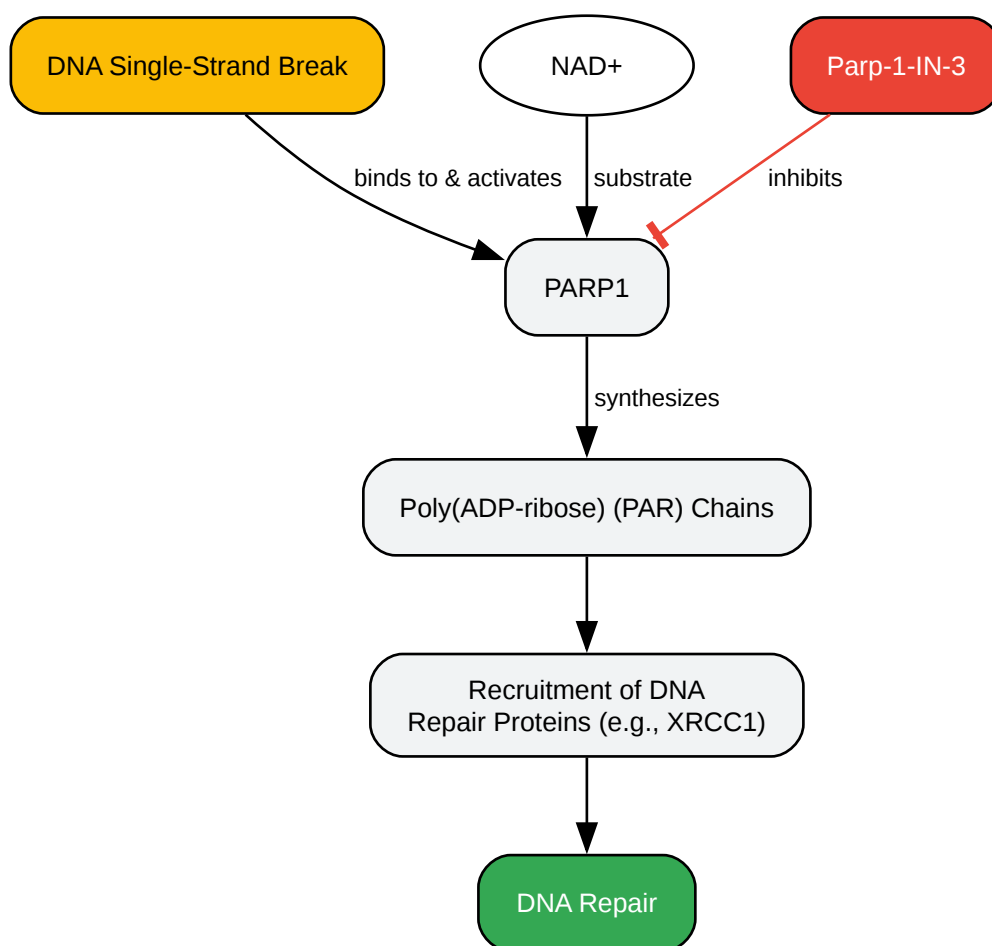 DNA Single-Strand Break
NAD+
Parp-1-IN-3
binds to & activates
substrate
inhibits
PARP1
synthesizes
Poly(ADP-ribose) (PAR) Chains
Recruitment of DNA
Repair Proteins (e.g., XRCC1)
DNA Repair